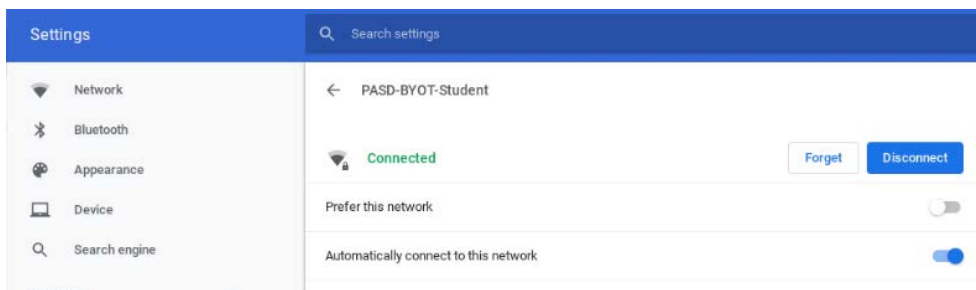 Settings
Search settings
Network
Bluetooth
Appearance
Device
Search engine
PASD-BYOT-Student
Connected
Forget
Disconnect
Prefer this network
Automatically connect to this network